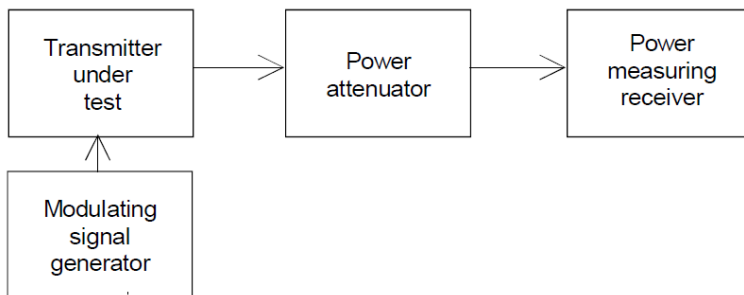 Transmitter
under
test
Power
attenuator
Power
measuring
receiver
Modulating
signal
generator